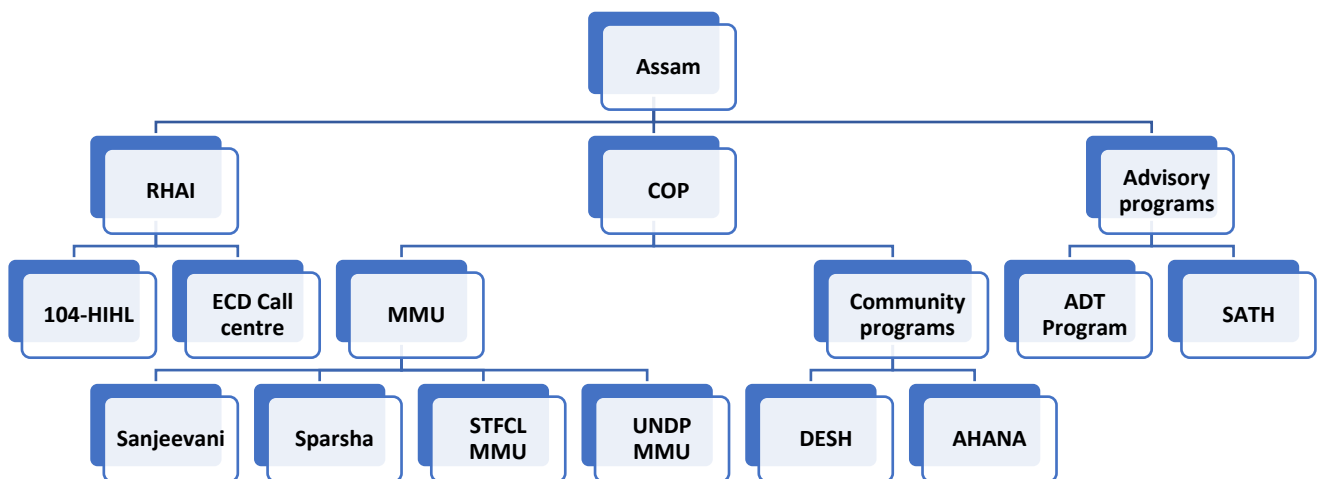 Assam
RHAI
COP
Advisory
programs
104-HIHL
ECD Call
centre
MMU
Community
programs
ADT
Program
SATH
Sanjeevani
Sparsha
STFCL
MMU
UNDP
MMU
DESH
AHANA